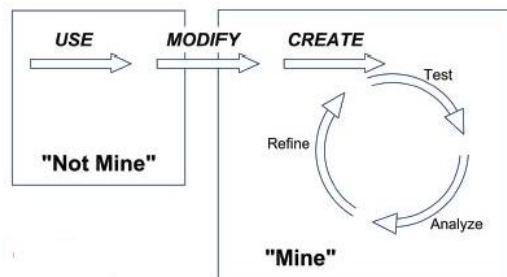 USE MODIFY CREATE
Test
Refine
"Not Mine"
Analyze
"Mine"